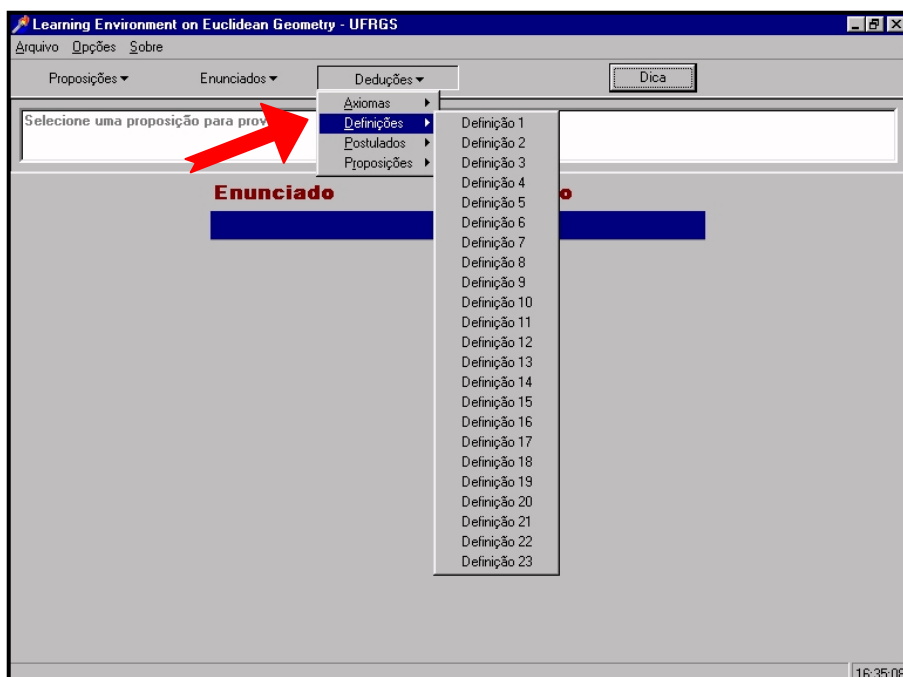 Learning Environment on Euclidean Geometry - UFRGS
Arquivo Opções Sobre
Proposições Enunciados Deduções Dica
Axiomas
Selecione uma proposição para
Definições
Postulados
Proposições
Definição 1
Definição 2
Definição 3
Definição 4
Definição 5
Definição 6
Definição 7
Definição 8
Definição 9
Definição 10
Definição 11
Definição 12
Definição 13
Definição 14
Definição 15
Definição 16
Definição 17
Definição 18
Definição 19
Definição 20
Definição 21
Definição 22
Definição 23
Enunciado
16:35:08